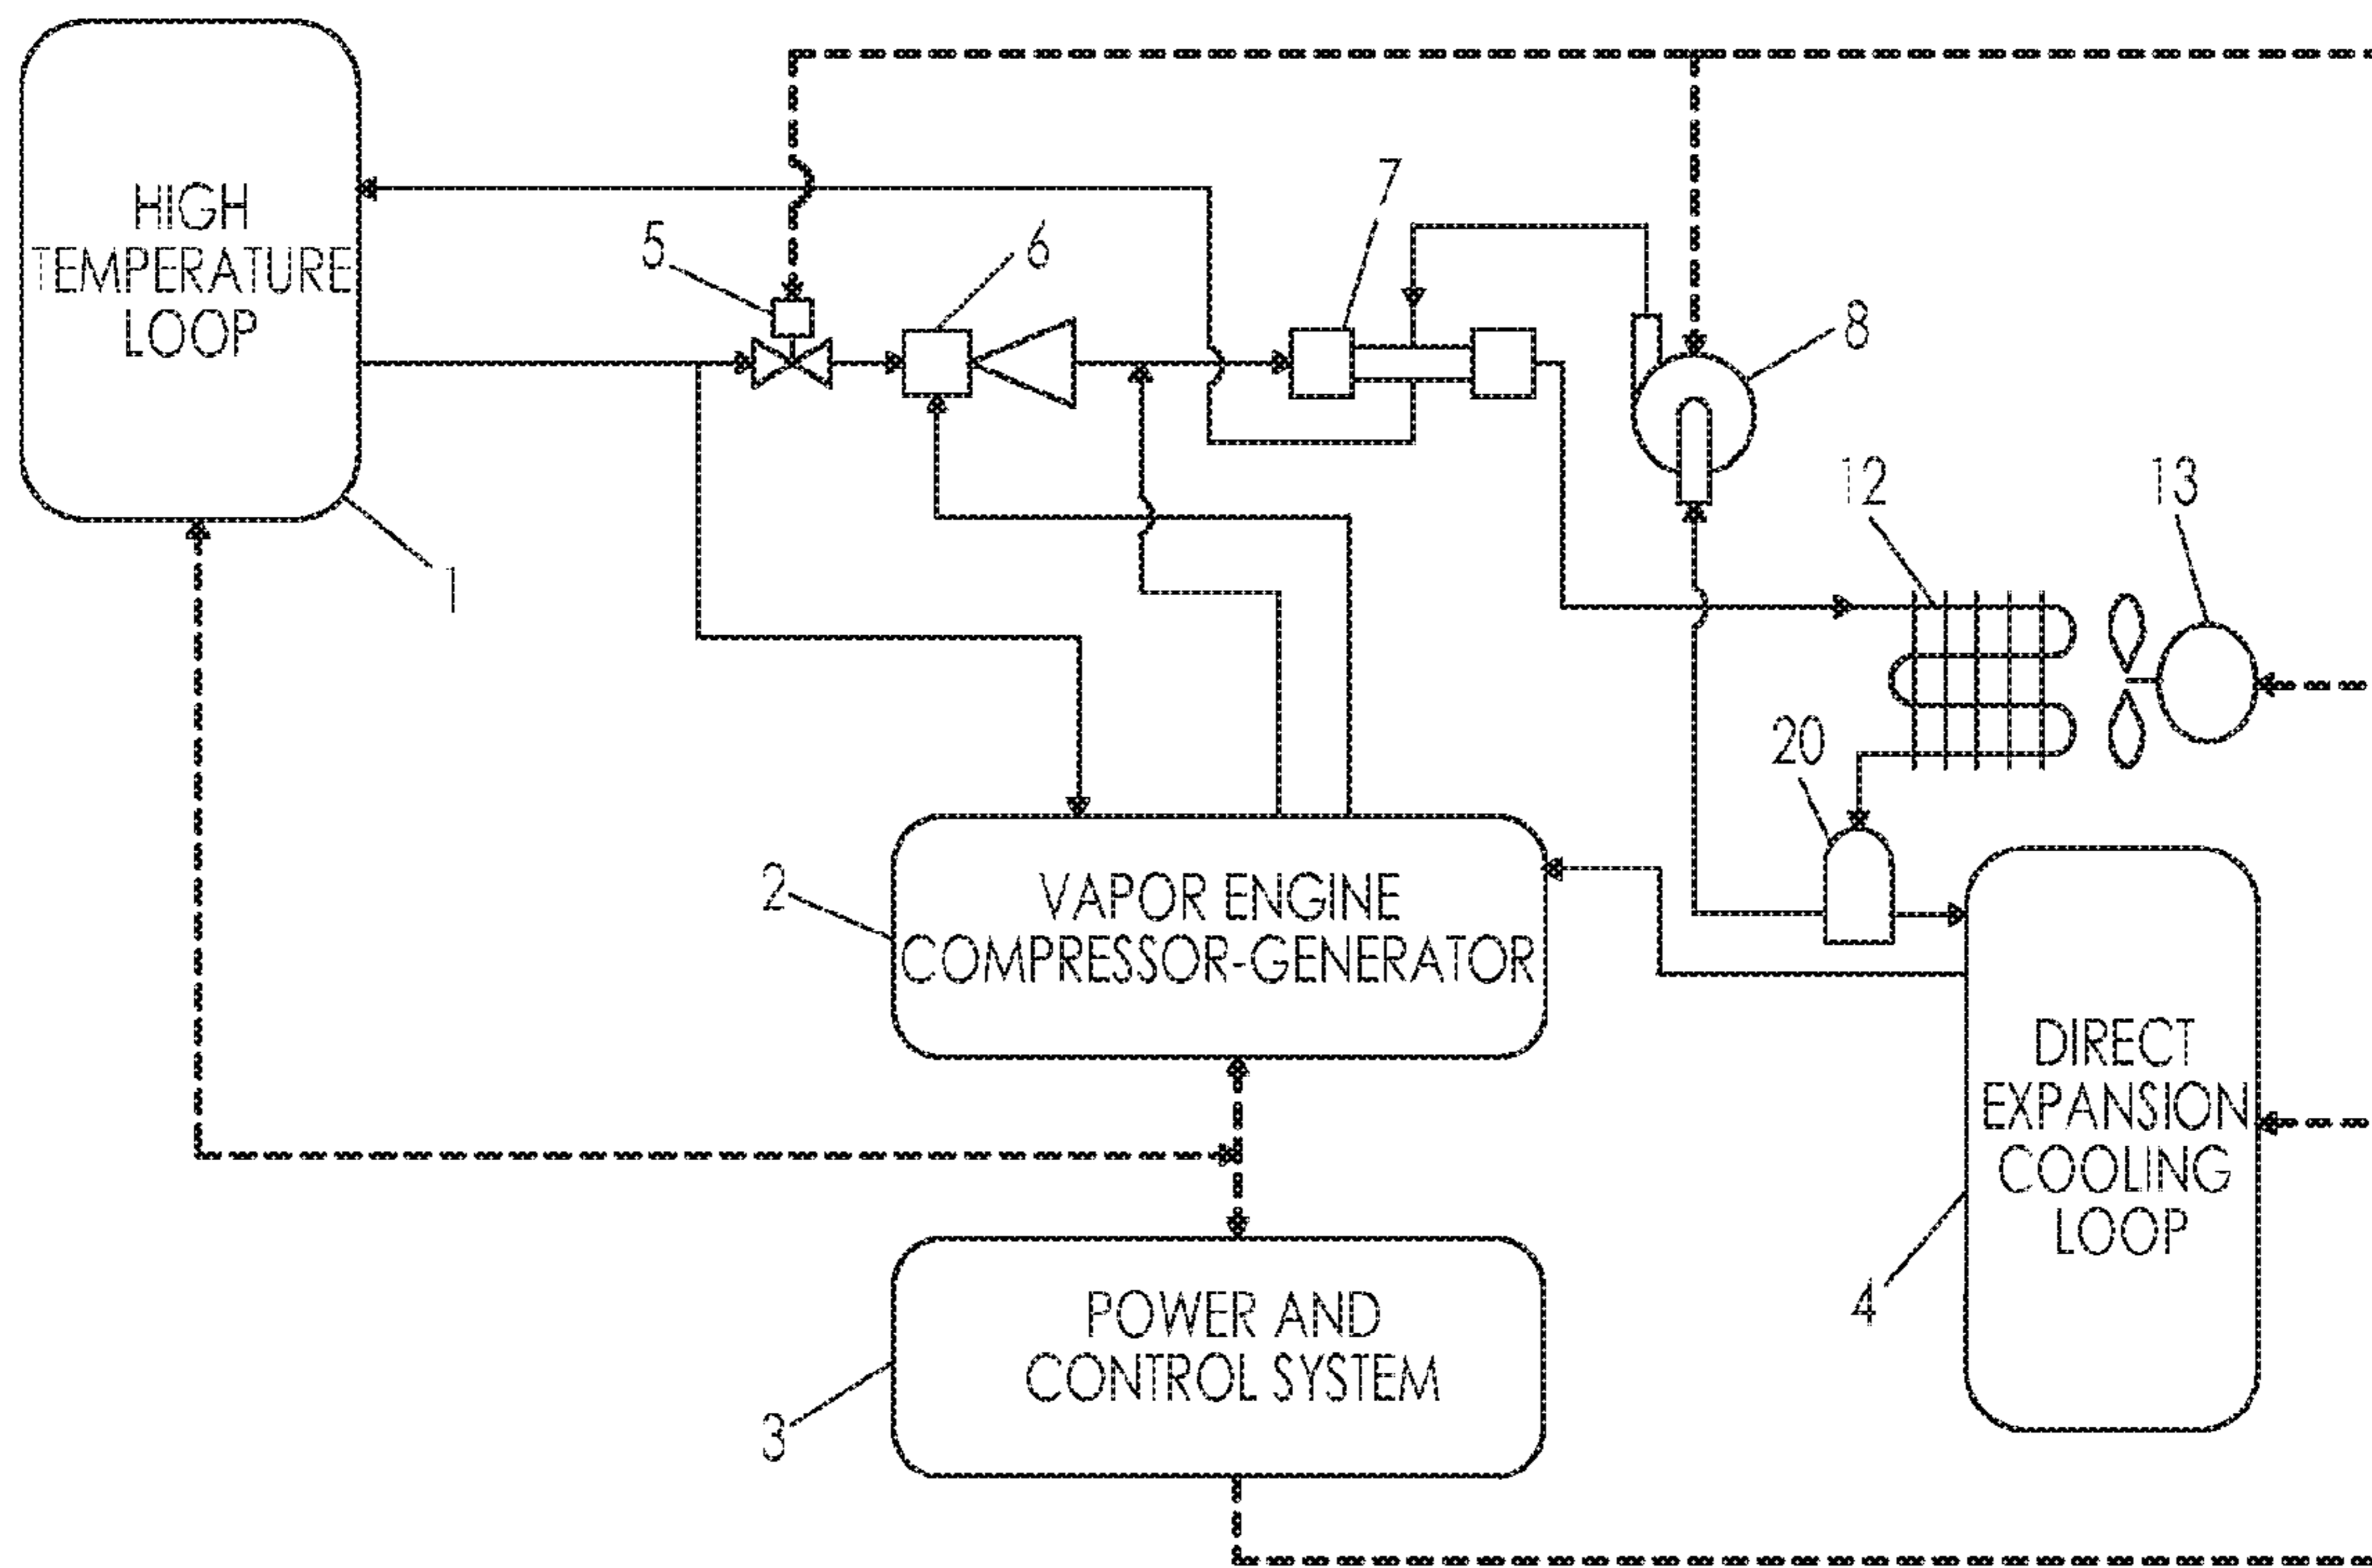 HIGH
TEMPERATURE
LOOP
1
5
6
7
8
12
13
20
2
VAPOR ENGINE
COMPRESSOR-GENERATOR
DIRECT
EXPANSION
COOLING
LOOP
4
POWER AND
CONTROL SYSTEM
3